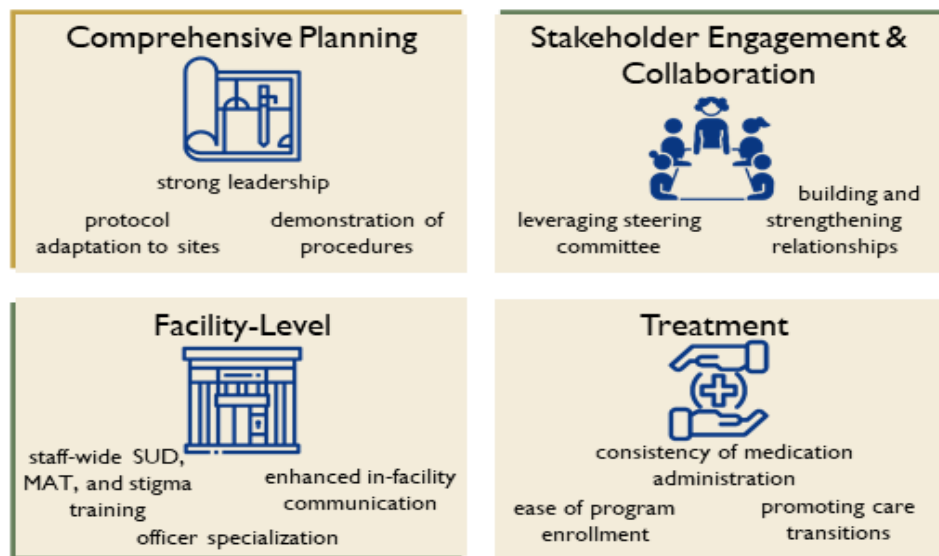 Comprehensive Planning
strong leadership
protocol
adaptation to sites
demonstration of
procedures
Stakeholder Engagement &
Collaboration
leveraging steering
committee
building and
strengthening
relationships
Facility-Level
staff-wide SUD,
MAT, and stigma
training
enhanced in-facility
communication
officer specialization
Treatment
consistency of medication
administration
ease of program
enrollment
promoting care
transitions